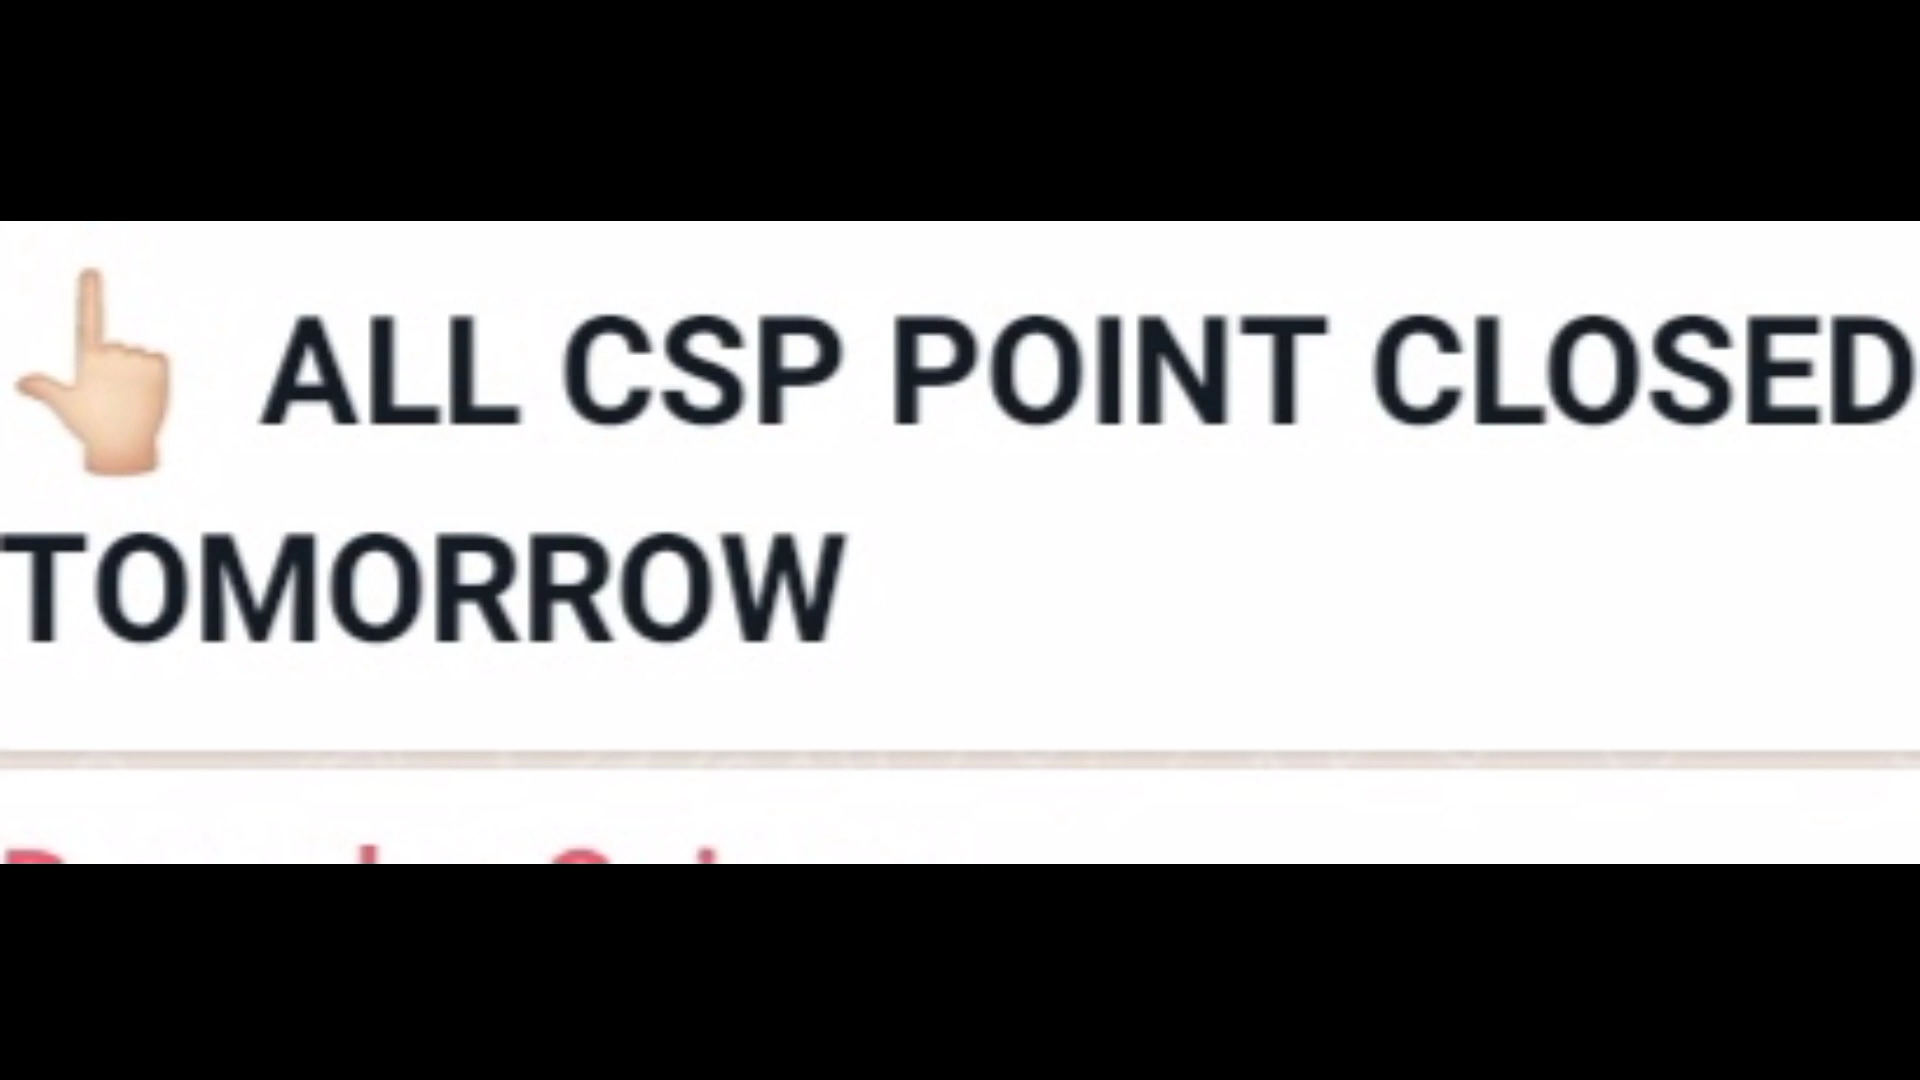 👆🏻 ALL CSP POINT CLOSED
TOMORROW